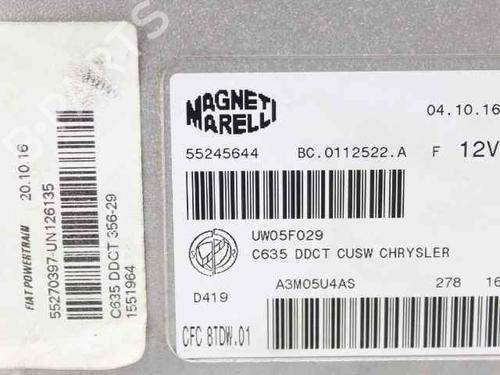 FIAT POWERTRAIN 20.10.16
55270397-UN126135
C635 DDCT 356-29
1551964
MAGNETI
MARELLI
04.10.16
55245644 BC.0112522.A F 12V
UW05F029
C635 DDCT CUSW CHRYSLER
D419 A3M05U4AS 278 16
CFC 8TDW.01